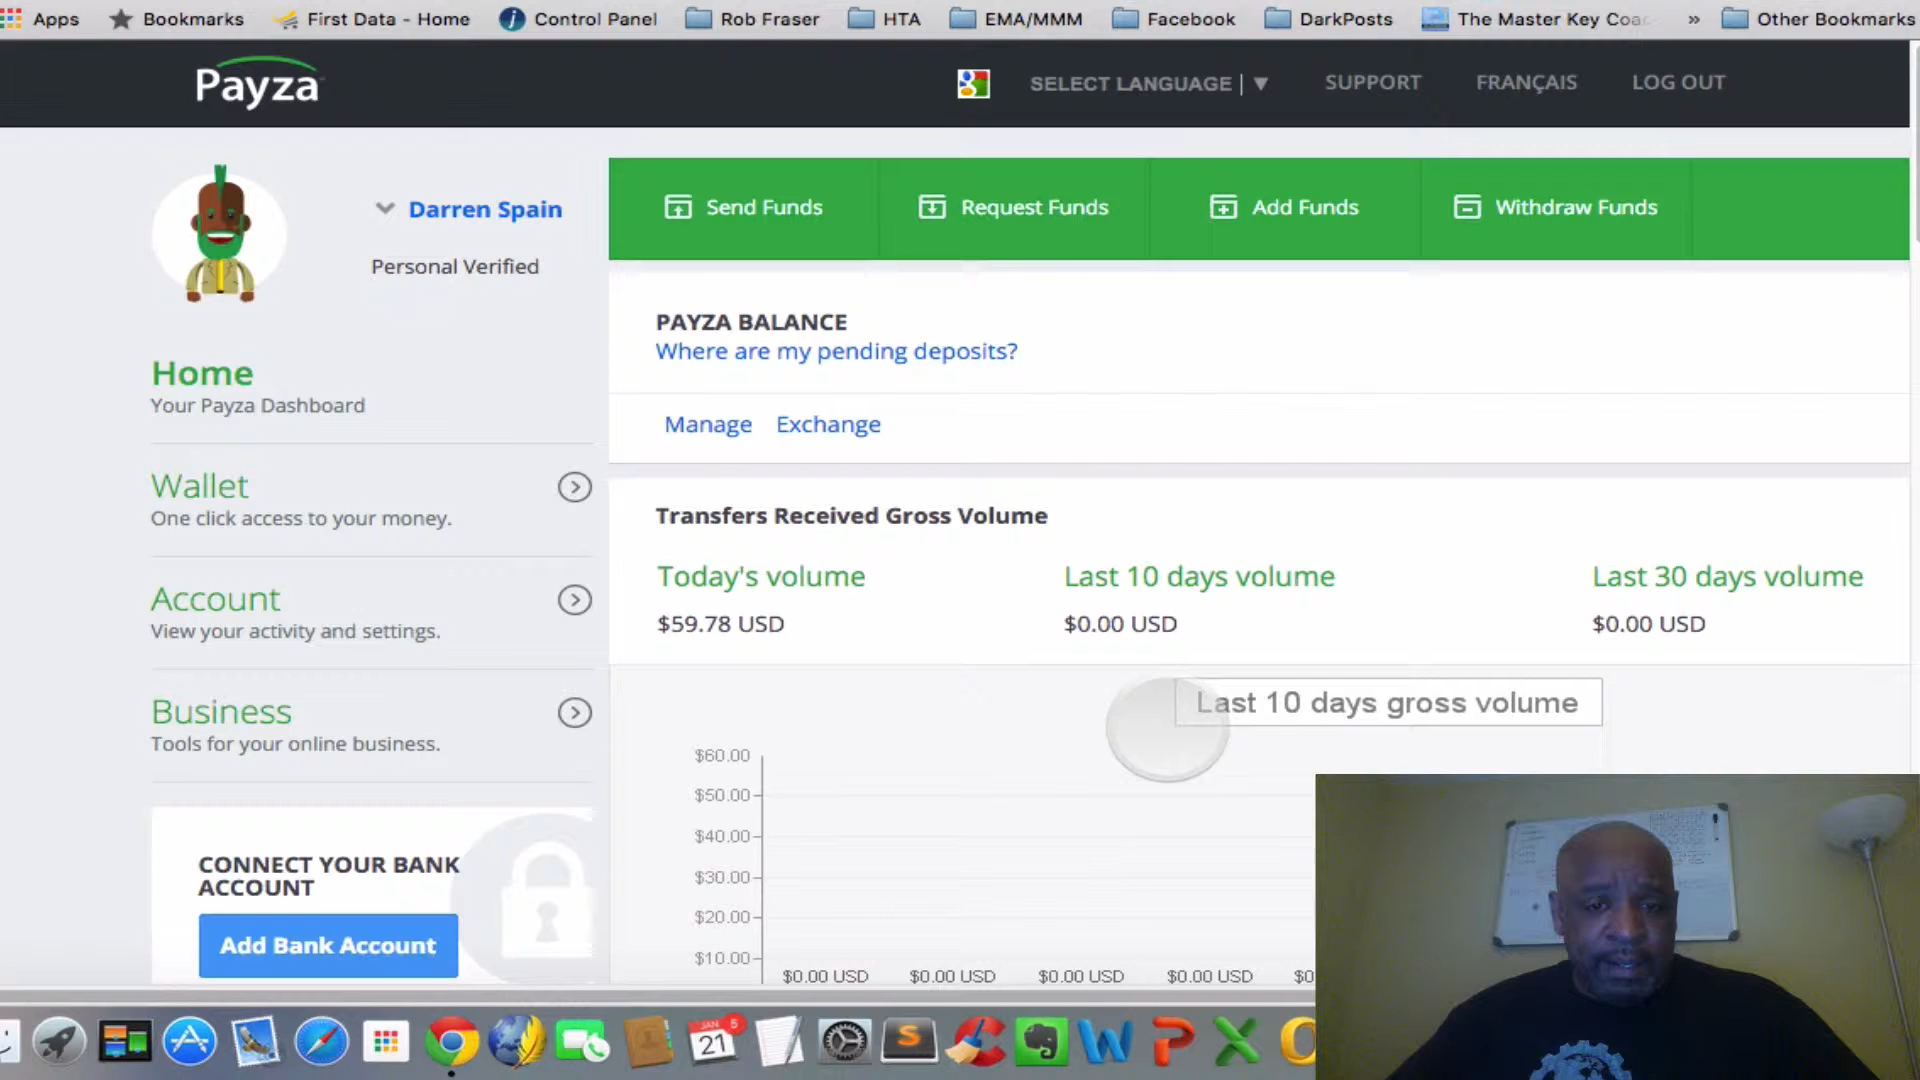 Apps Bookmarks First Data - Home Control Panel Rob Fraser HTA EMA/MMM Facebook DarkPosts The Master Key Coa » Other Bookmarks
Payza SELECT LANGUAGE | ▼ SUPPORT FRANÇAIS LOG OUT
Darren Spain
Personal Verified
Send Funds Request Funds Add Funds Withdraw Funds
PAYZA BALANCE
Where are my pending deposits?
Manage Exchange
Home
Your Payza Dashboard
Wallet
One click access to your money.
Account
View your activity and settings.
Business
Tools for your online business.
CONNECT YOUR BANK
ACCOUNT
Add Bank Account
Transfers Received Gross Volume
Today's volume Last 10 days volume Last 30 days volume
$59.78 USD $0.00 USD $0.00 USD
Last 10 days gross volume
$60.00
$50.00
$40.00
$30.00
$20.00
$10.00
$0.00 USD $0.00 USD $0.00 USD $0.00 USD $0
JAN 5
21